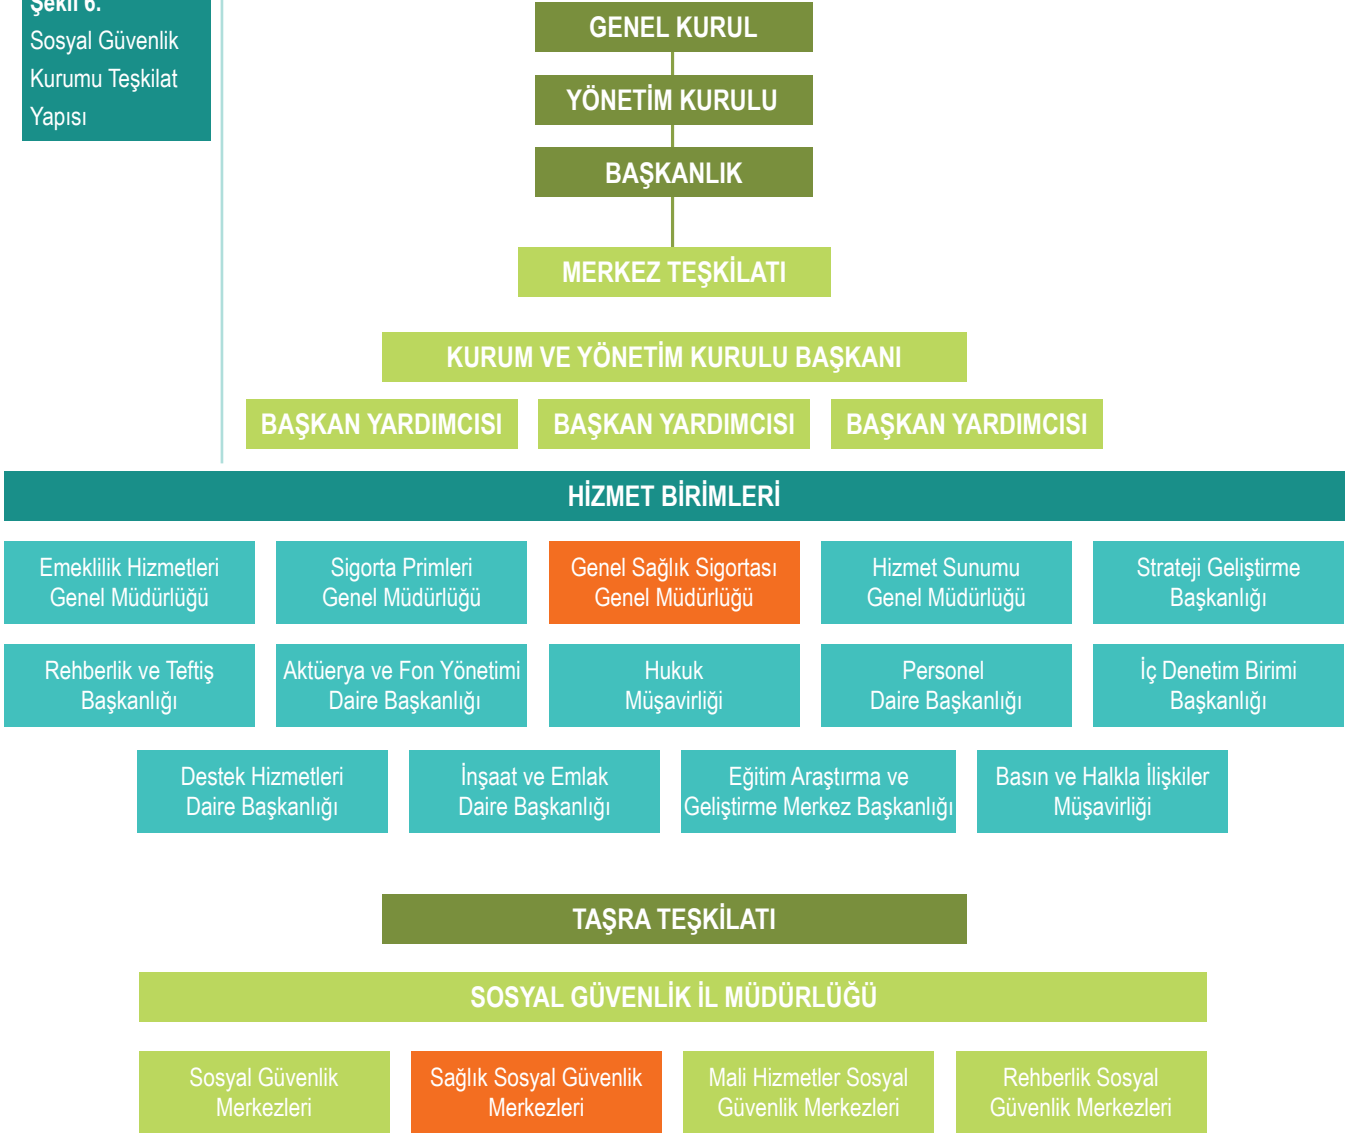 Şekil 6.
Sosyal Güvenlik
Kurumu Teşkilat
Yapısı
GENEL KURUL
YÖNETİM KURULU
BAŞKANLIK
MERKEZ TEŞKİLATI
KURUM VE YÖNETİM KURULU BAŞKANI
BAŞKAN YARDIMCISI
BAŞKAN YARDIMCISI
BAŞKAN YARDIMCISI
HİZMET BİRİMLERİ
Emeklilik Hizmetleri
Genel Müdürlüğü
Sigorta Primleri
Genel Müdürlüğü
Genel Sağlık Sigortası
Genel Müdürlüğü
Hizmet Sunumu
Genel Müdürlüğü
Strateji Geliştirme
Başkanlığı
Rehberlik ve Teftiş
Başkanlığı
Aktüerya ve Fon Yönetimi
Daire Başkanlığı
Hukuk
Müşavirliği
Personel
Daire Başkanlığı
İç Denetim Birimi
Başkanlığı
Destek Hizmetleri
Daire Başkanlığı
İnşaat ve Emlak
Daire Başkanlığı
Eğitim Araştırma ve
Geliştirme Merkez Başkanlığı
Basın ve Halkla İlişkiler
Müşavirliği
TAŞRA TEŞKİLATI
SOSYAL GÜVENLİK İL MÜDÜRLÜĞÜ
Sosyal Güvenlik
Merkezleri
Sağlık Sosyal Güvenlik
Merkezleri
Mali Hizmetler Sosyal
Güvenlik Merkezleri
Rehberlik Sosyal
Güvenlik Merkezleri